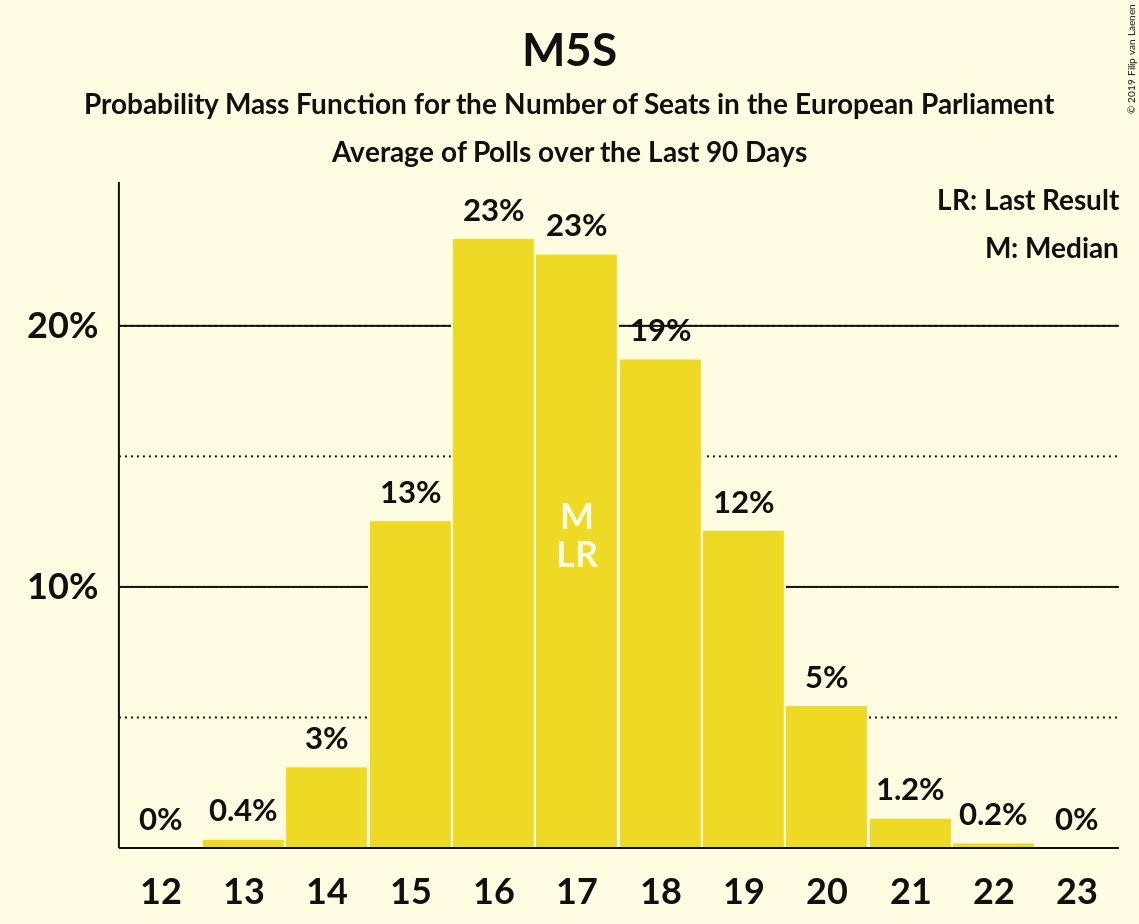 M5S
Probability Mass Function for the Number of Seats in the European Parliament
Average of Polls over the Last 90 Days
© 2019 Filip van Laenen
LR: Last Result
M: Median
20%
10%
0%
0.4%
3%
13%
23%
23%
19%
12%
5%
1.2%
0.2%
0%
M
LR
12 13 14 15 16 17 18 19 20 21 22 23